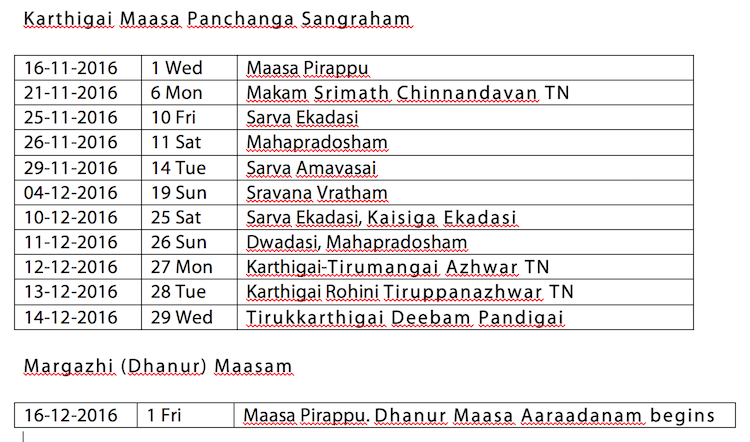 Karthigai Maasa Panchanga Sangraham
16-11-2016 1 Wed Maasa Pirappu
21-11-2016 6 Mon Makam Srimath Chinnandavan TN
25-11-2016 10 Fri Sarva Ekadasi
26-11-2016 11 Sat Mahapradosham
29-11-2016 14 Tue Sarva Amavasai
04-12-2016 19 Sun Sravana Vratham
10-12-2016 25 Sat Sarva Ekadasi, Kaisiga Ekadasi
11-12-2016 26 Sun Dwadasi, Mahapradosham
12-12-2016 27 Mon Karthigai-Tirumangai Azhwar TN
13-12-2016 28 Tue Karthigai Rohini Tiruppanazhwar TN
14-12-2016 29 Wed Tirukkarthigai Deebam Pandigai
Margazhi (Dhanur) Maasam
16-12-2016 1 Fri Maasa Pirappu. Dhanur Maasa Aaraadanam begins